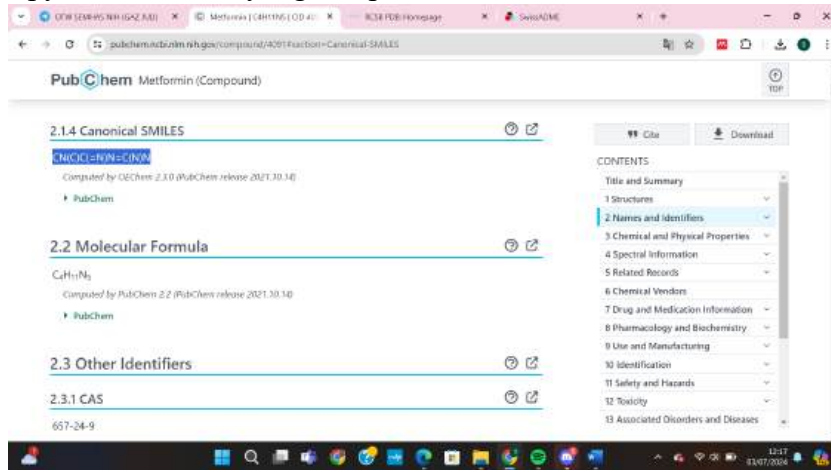 Metformin | C4H11N5 | CID 40...
RCSB PDB: Homepage
SwissADME
pubchem.ncbi.nlm.nih.gov/compound/4091#section=Canonical-SMILES
PubChem Metformin (Compound)
TOP
2.1.4 Canonical SMILES
CN(C)C(=N)N=C(N)N
Computed by OEChem 2.3.0 (PubChem release 2021.10.14)
PubChem
2.2 Molecular Formula
C₄H₁₁N₅
Computed by PubChem 2.2 (PubChem release 2021.10.14)
PubChem
2.3 Other Identifiers
2.3.1 CAS
657-24-9
Cite
Download
CONTENTS
Title and Summary
1 Structures
2 Names and Identifiers
3 Chemical and Physical Properties
4 Spectral Information
5 Related Records
6 Chemical Vendors
7 Drug and Medication Information
8 Pharmacology and Biochemistry
9 Use and Manufacturing
10 Identification
11 Safety and Hazards
12 Toxicity
13 Associated Disorders and Diseases
12:17
03/07/2024